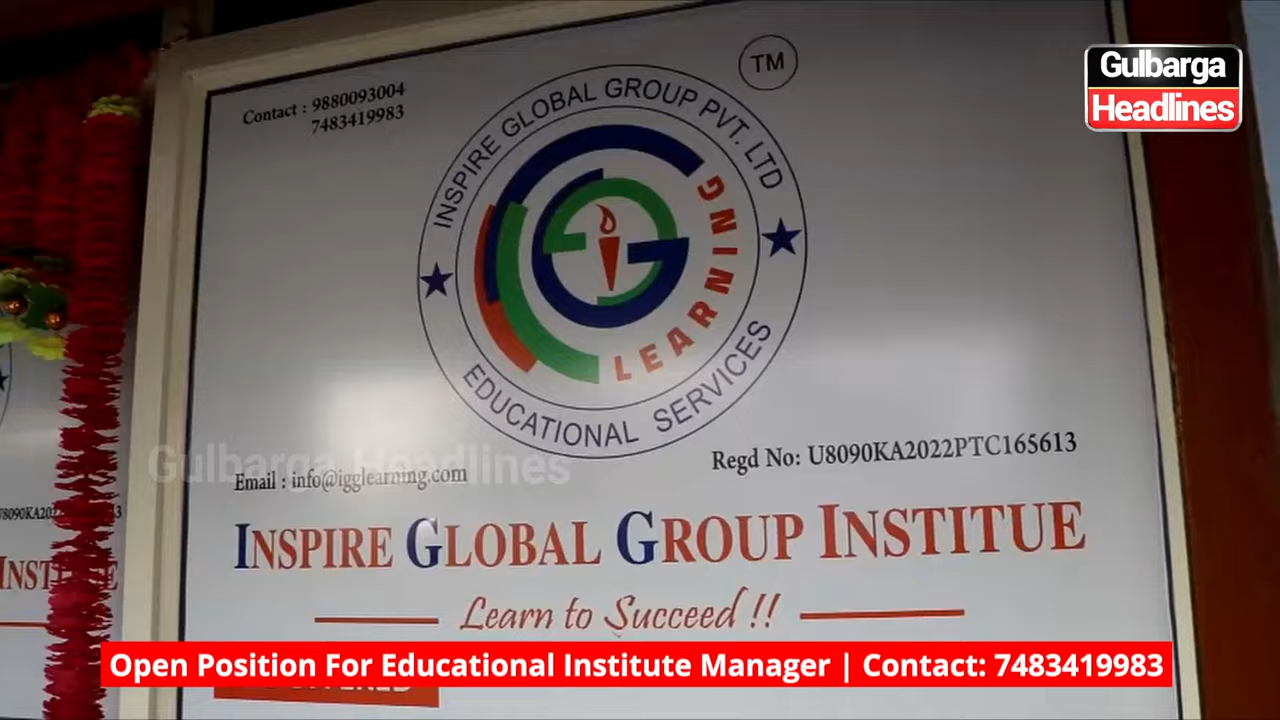 Gulbarga
Headlines
TM
Contact : 9880093004
7483419983
INSPIRE GLOBAL GROUP PVT. LTD
LEARNING
EDUCATIONAL SERVICES
Gulbarga Headlines
Email : info@igglearning.com
Regd No: U8090KA2022PTC165613
INSPIRE GLOBAL GROUP INSTITUE
Learn to Succeed !!
Open Position For Educational Institute Manager | Contact: 7483419983